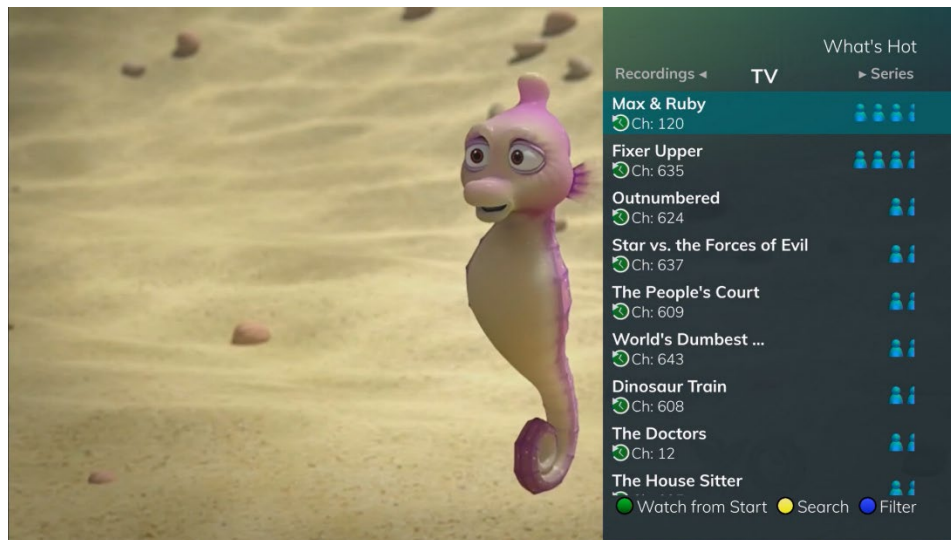 What's Hot
Recordings ◂ TV ▸ Series
Max & Ruby
Ch: 120
Fixer Upper
Ch: 635
Outnumbered
Ch: 624
Star vs. the Forces of Evil
Ch: 637
The People's Court
Ch: 609
World's Dumbest ...
Ch: 643
Dinosaur Train
Ch: 608
The Doctors
Ch: 12
The House Sitter
Watch from Start Search Filter